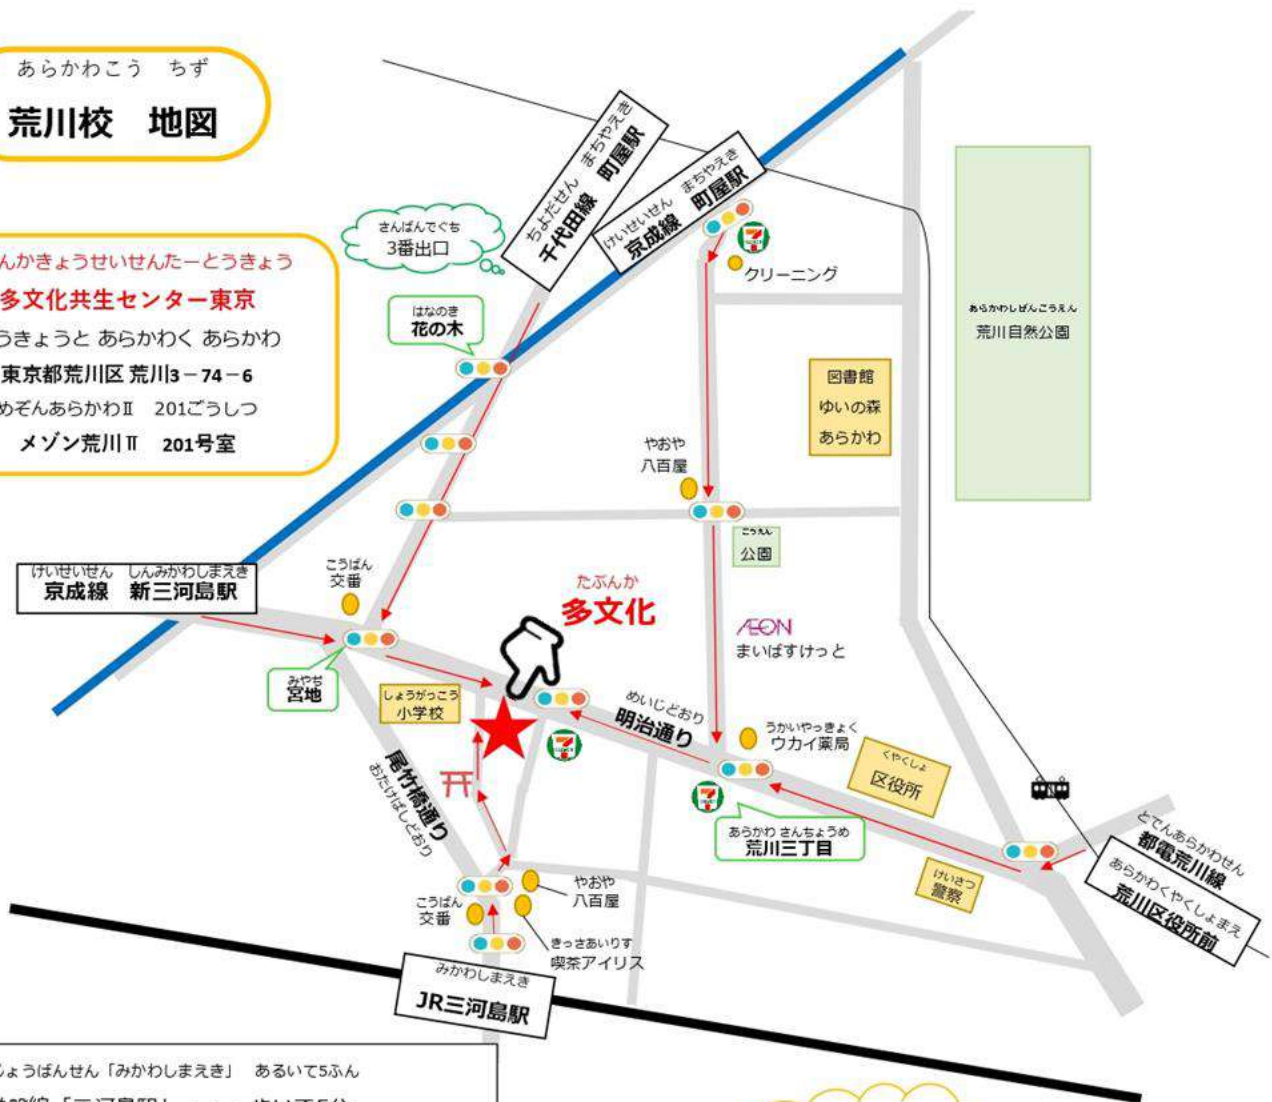 あらかわこう ちず
荒川校 地図
んかきょうせいせんたーとうきょう
多文化共生センター東京
うきょうと あらかわく あらかわ
東京都荒川区 荒川3－74－6
めぞんあらかわⅡ 201ごうしつ
メゾン荒川Ⅱ 201号室
さんばんでぐち
3番出口
ちよだせん まちやえき
千代田線 町屋駅
けいせいせん まちやえき
京成線 町屋駅
クリーニング
はなのき
花の木
あらかわしぜんこうえん
荒川自然公園
図書館
ゆいの森
あらかわ
やおや
八百屋
こうえん
公園
けいせいせん しんみかわしまえき
京成線 新三河島駅
こうばん
交番
たぶんか
多文化
ÆON
まいばすけっと
みやぢ
宮地
しょうがっこう
小学校
めいじどおり
明治通り
うかいやっきょく
ウカイ薬局
くやくしょ
区役所
尾竹橋通り
おたけばしどおり
あらかわ さんちょうめ
荒川三丁目
けいさつ
警察
とでんあらかわせん
都電荒川線
あらかわくやくしょまえ
荒川区役所前
やおや
八百屋
こうばん
交番
きっさあいりす
喫茶アイリス
みかわしまえき
JR三河島駅
じょうばんせん「みかわしまえき」 あるいて5ふん